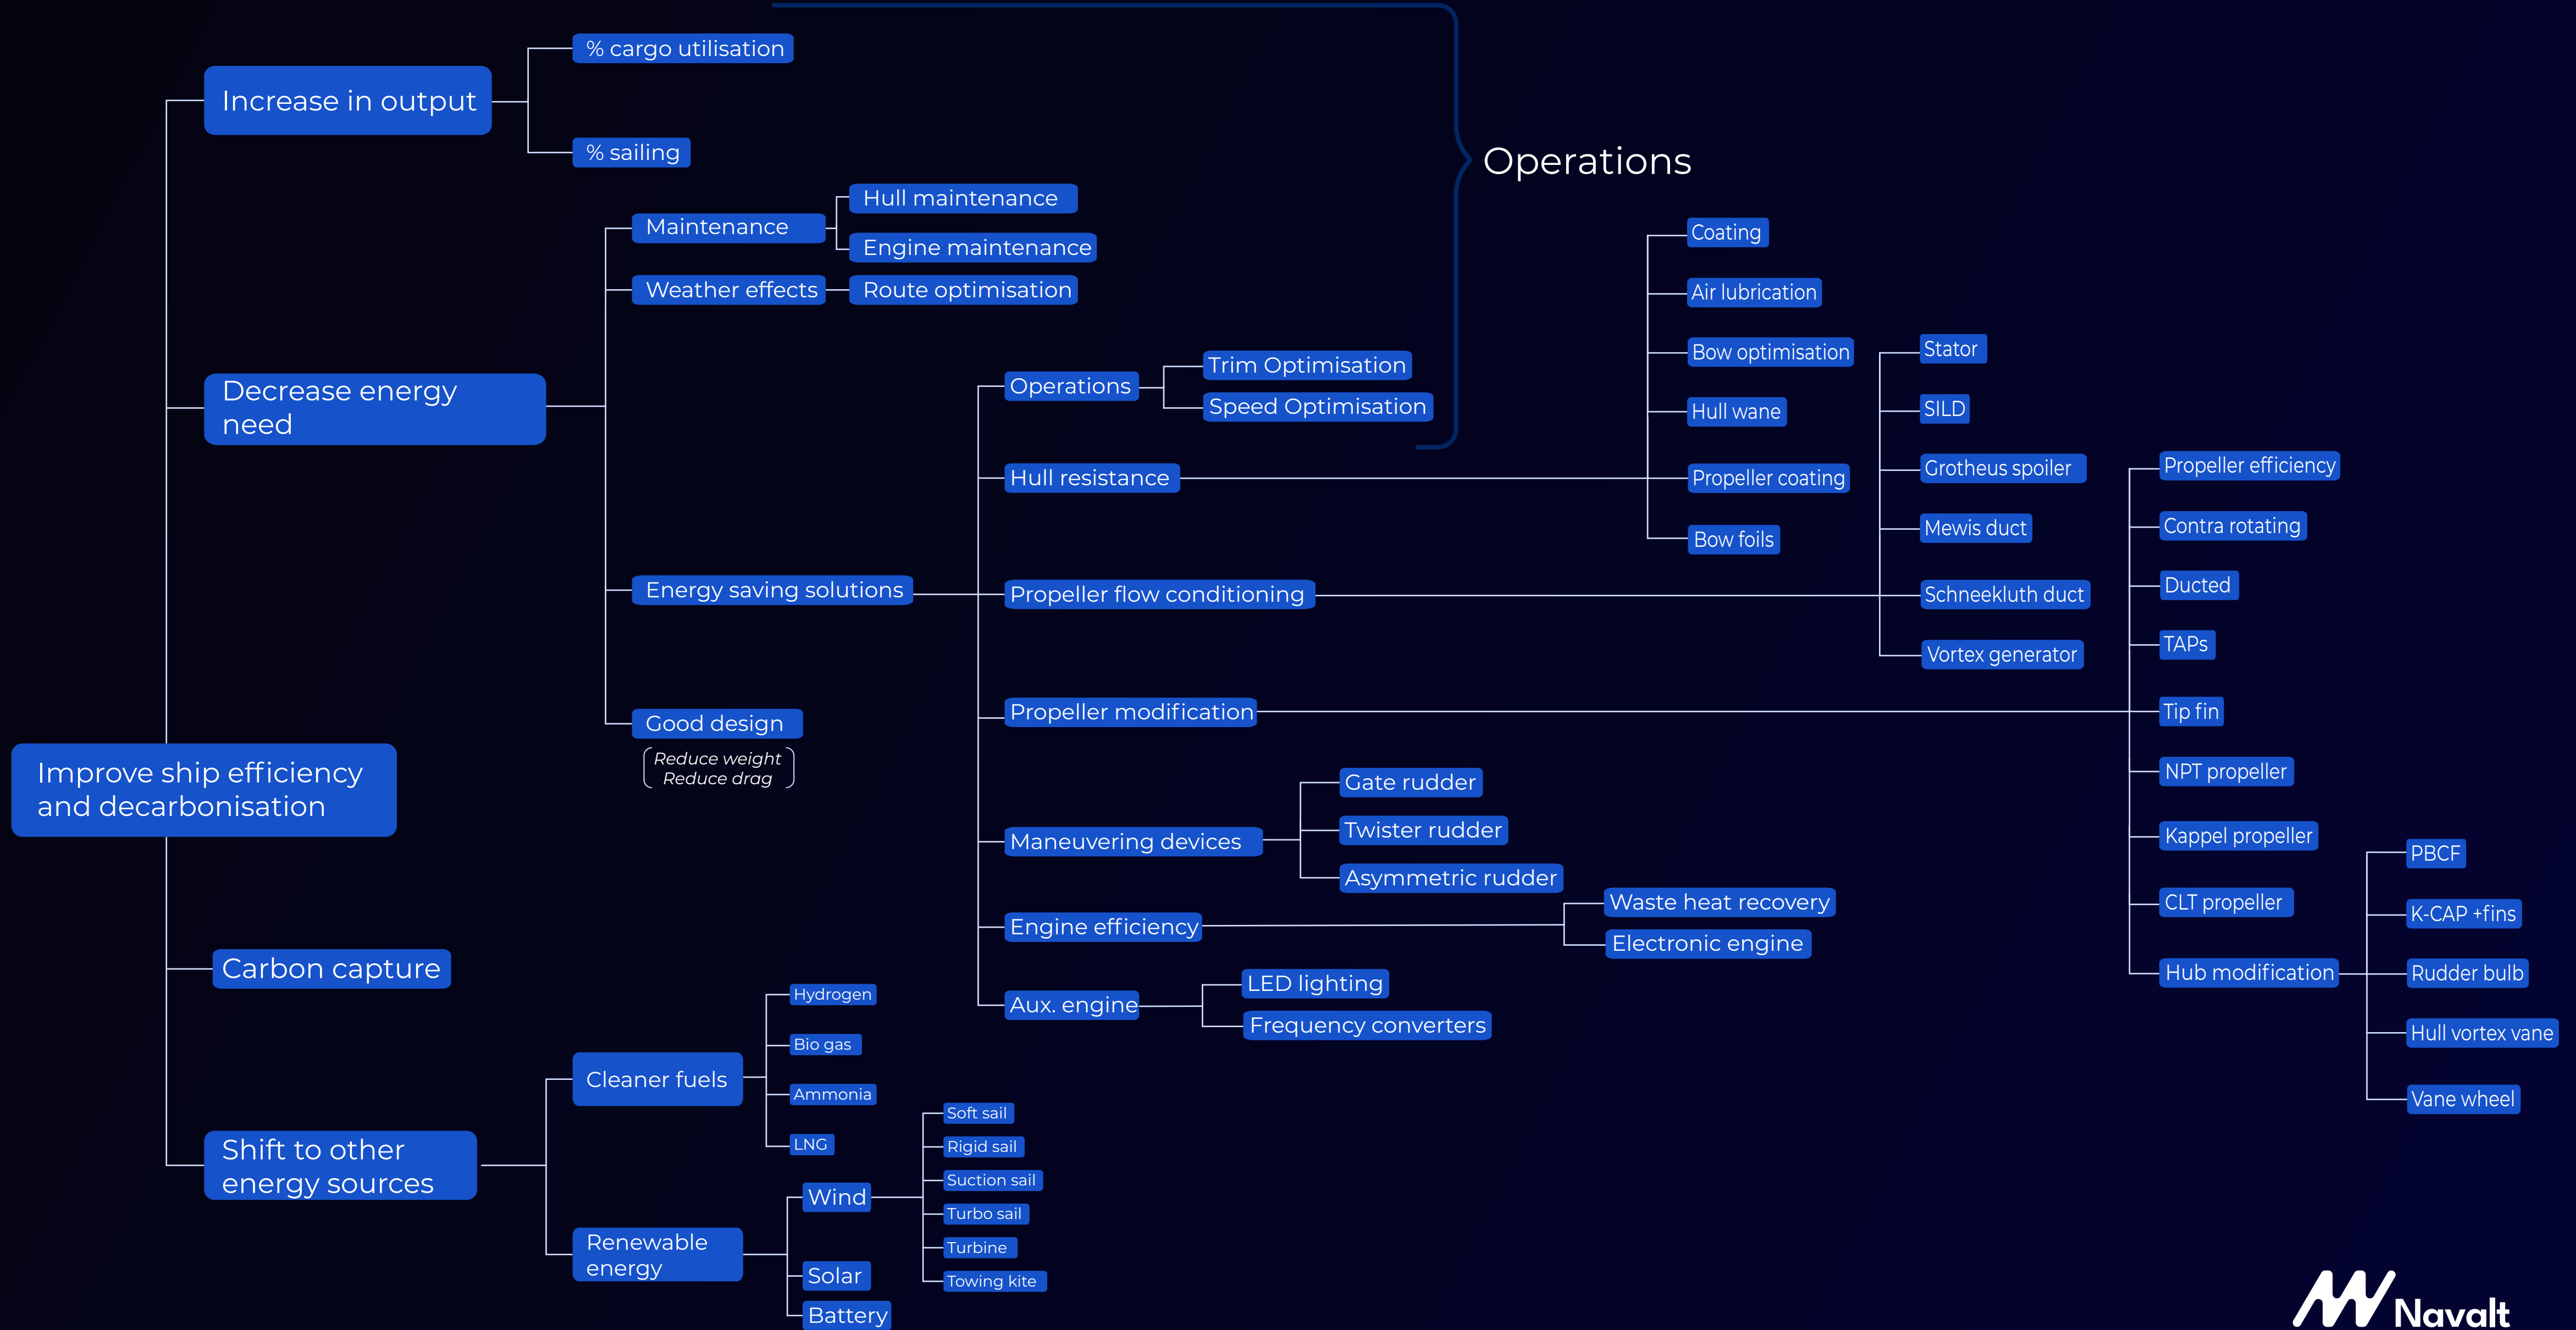 Improve ship efficiency
and decarbonisation
Increase in output
% cargo utilisation
% sailing
Operations
Decrease energy
need
Maintenance
Hull maintenance
Engine maintenance
Weather effects
Route optimisation
Energy saving solutions
Operations
Trim Optimisation
Speed Optimisation
Hull resistance
Coating
Air lubrication
Bow optimisation
Hull wane
Propeller coating
Bow foils
Propeller flow conditioning
Stator
SILD
Grotheus spoiler
Mewis duct
Schneekluth duct
Vortex generator
Propeller modification
Propeller efficiency
Contra rotating
Ducted
TAPs
Tip fin
NPT propeller
Kappel propeller
CLT propeller
Hub modification
PBCF
K-CAP +fins
Rudder bulb
Hull vortex vane
Vane wheel
Maneuvering devices
Gate rudder
Twister rudder
Asymmetric rudder
Engine efficiency
Waste heat recovery
Electronic engine
Aux. engine
LED lighting
Frequency converters
Good design
Reduce weight
Reduce drag
Carbon capture
Shift to other
energy sources
Cleaner fuels
Hydrogen
Bio gas
Ammonia
LNG
Renewable
energy
Wind
Soft sail
Rigid sail
Suction sail
Turbo sail
Turbine
Towing kite
Solar
Battery
Navalt